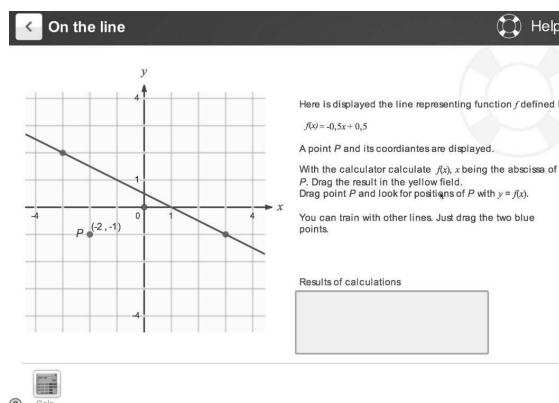 On the line
Help
y
4
Here is displayed the line representing function f defined
f(x) = -0,5x + 0,5
A point P and its coordiantes are displayed.
With the calculator calculate f(x), x being the abscissa of
P. Drag the result in the yellow field.
Drag point P and look for positions of P with y = f(x).
You can train with other lines. Just drag the two blue
points.
1
-4
0
1
4
x
P
(-2 , -1)
-4
Results of calculations